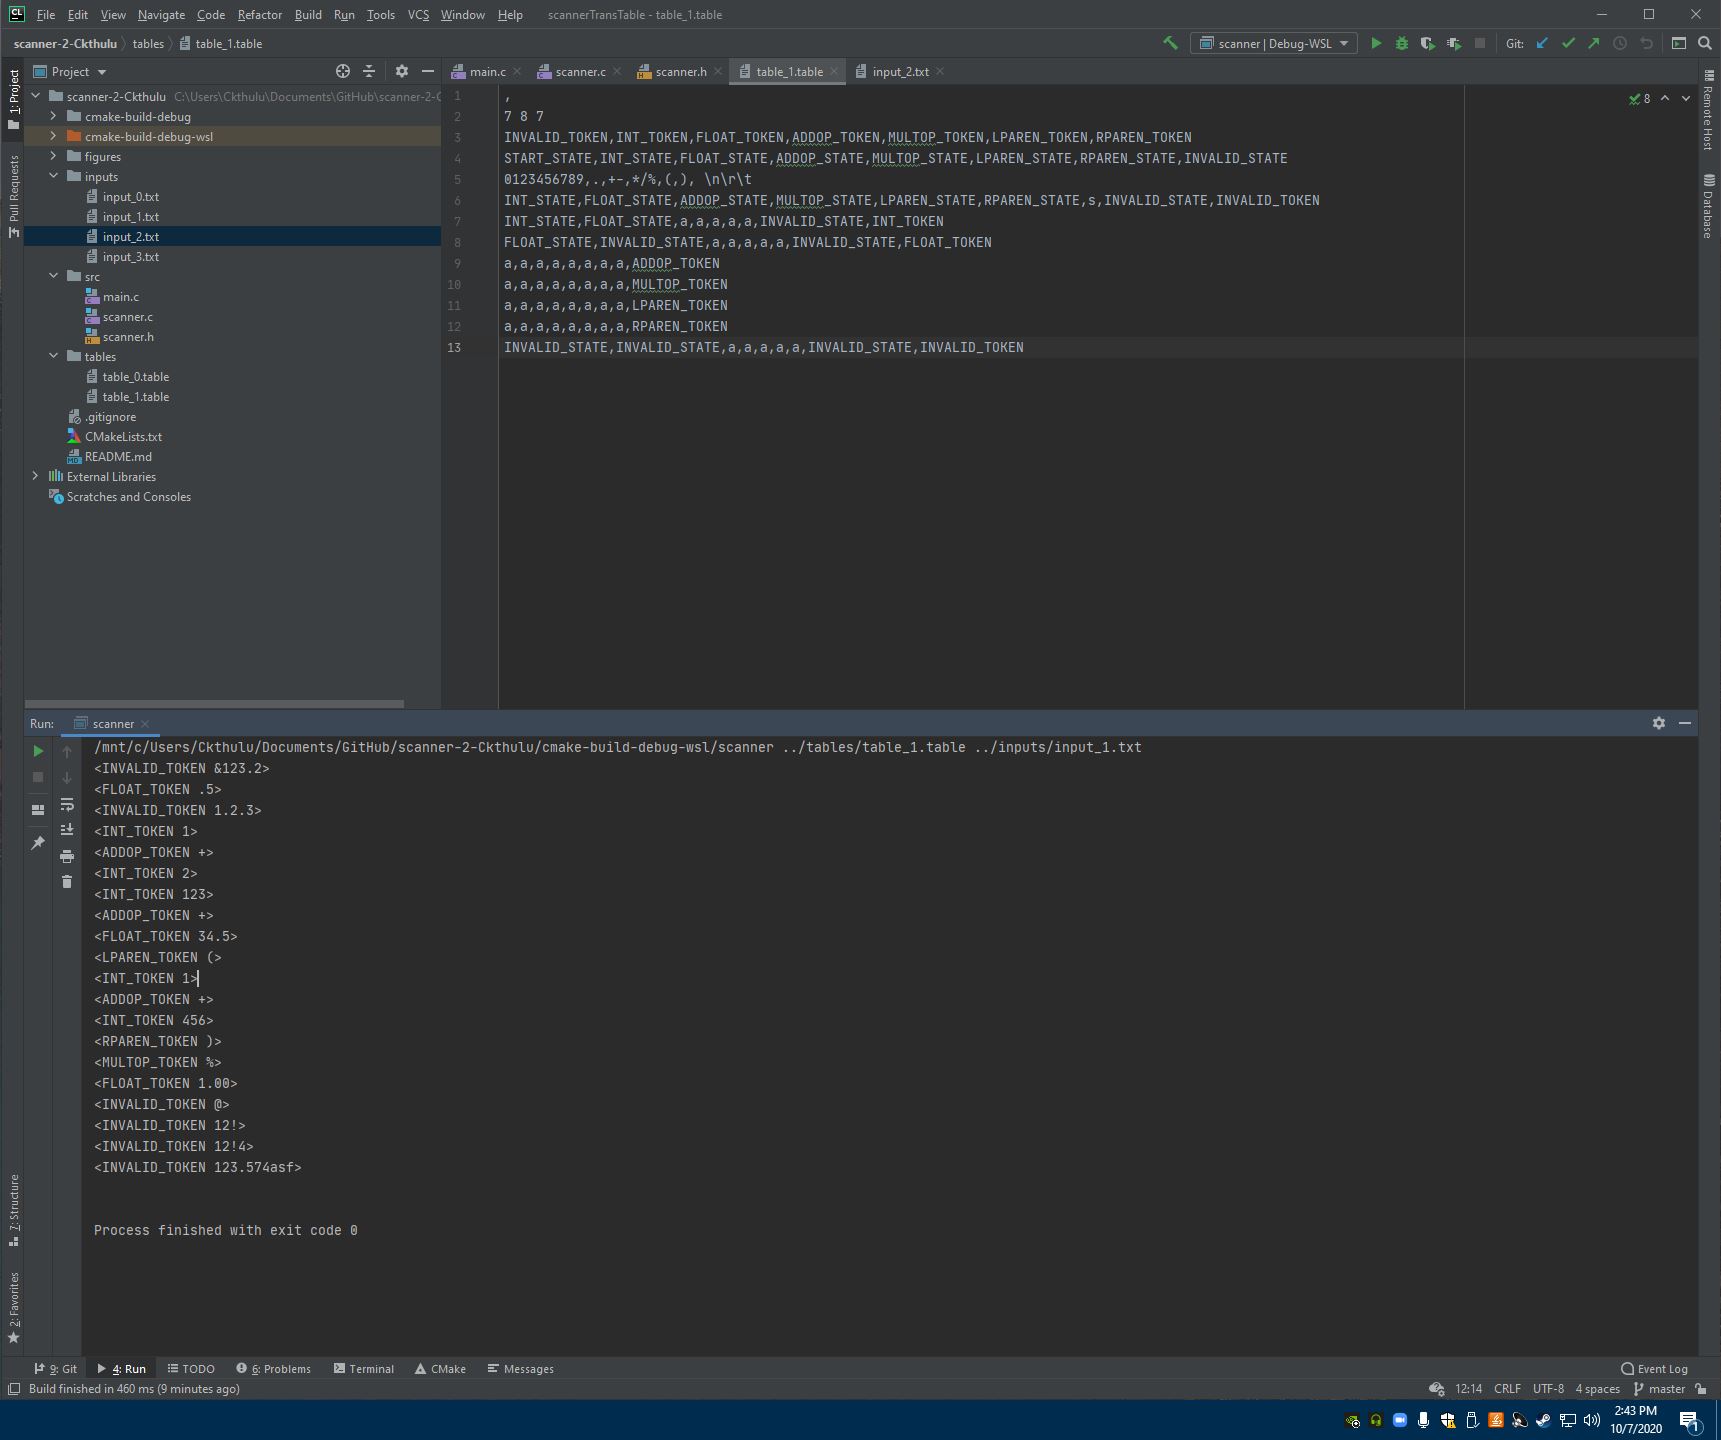 File Edit View Navigate Code Refactor Build Run Tools VCS Window Help scannerTransTable - table_1.table
scanner-2-Ckthulu tables table_1.table
scanner | Debug-WSL Git:
1: Project
Pull Requests
Project
main.c scanner.c scanner.h table_1.table input_2.txt
scanner-2-Ckthulu C:\Users\Ckthulu\Documents\GitHub\scanner-2-C
cmake-build-debug
cmake-build-debug-wsl
figures
inputs
input_0.txt
input_1.txt
input_2.txt
input_3.txt
src
main.c
scanner.c
scanner.h
tables
table_0.table
table_1.table
.gitignore
CMakeLists.txt
README.md
External Libraries
Scratches and Consoles
8
1 ,
2 7 8 7
3 INVALID_TOKEN,INT_TOKEN,FLOAT_TOKEN,ADDOP_TOKEN,MULTOP_TOKEN,LPAREN_TOKEN,RPAREN_TOKEN
4 START_STATE,INT_STATE,FLOAT_STATE,ADDOP_STATE,MULTOP_STATE,LPAREN_STATE,RPAREN_STATE,INVALID_STATE
5 0123456789,.,+-,*/%,(,), \n\r\t
6 INT_STATE,FLOAT_STATE,ADDOP_STATE,MULTOP_STATE,LPAREN_STATE,RPAREN_STATE,s,INVALID_STATE,INVALID_TOKEN
7 INT_STATE,FLOAT_STATE,a,a,a,a,a,INVALID_STATE,INT_TOKEN
8 FLOAT_STATE,INVALID_STATE,a,a,a,a,a,INVALID_STATE,FLOAT_TOKEN
9 a,a,a,a,a,a,a,a,ADDOP_TOKEN
10 a,a,a,a,a,a,a,a,MULTOP_TOKEN
11 a,a,a,a,a,a,a,a,LPAREN_TOKEN
12 a,a,a,a,a,a,a,a,RPAREN_TOKEN
13 INVALID_STATE,INVALID_STATE,a,a,a,a,a,INVALID_STATE,INVALID_TOKEN
Remote Host
Database
Run: scanner
/mnt/c/Users/Ckthulu/Documents/GitHub/scanner-2-Ckthulu/cmake-build-debug-wsl/scanner ../tables/table_1.table ../inputs/input_1.txt
<INVALID_TOKEN &123.2>
<FLOAT_TOKEN .5>
<INVALID_TOKEN 1.2.3>
<INT_TOKEN 1>
<ADDOP_TOKEN +>
<INT_TOKEN 2>
<INT_TOKEN 123>
<ADDOP_TOKEN +>
<FLOAT_TOKEN 34.5>
<LPAREN_TOKEN (>
<INT_TOKEN 1>
<ADDOP_TOKEN +>
<INT_TOKEN 456>
<RPAREN_TOKEN )>
<MULTOP_TOKEN %>
<FLOAT_TOKEN 1.00>
<INVALID_TOKEN @>
<INVALID_TOKEN 12!>
<INVALID_TOKEN 12!4>
<INVALID_TOKEN 123.574asf>
Process finished with exit code 0
7: Structure
2: Favorites
9: Git 4: Run TODO 6: Problems Terminal CMake Messages Event Log
Build finished in 460 ms (9 minutes ago) 12:14 CRLF UTF-8 4 spaces master
2:43 PM
10/7/2020
1